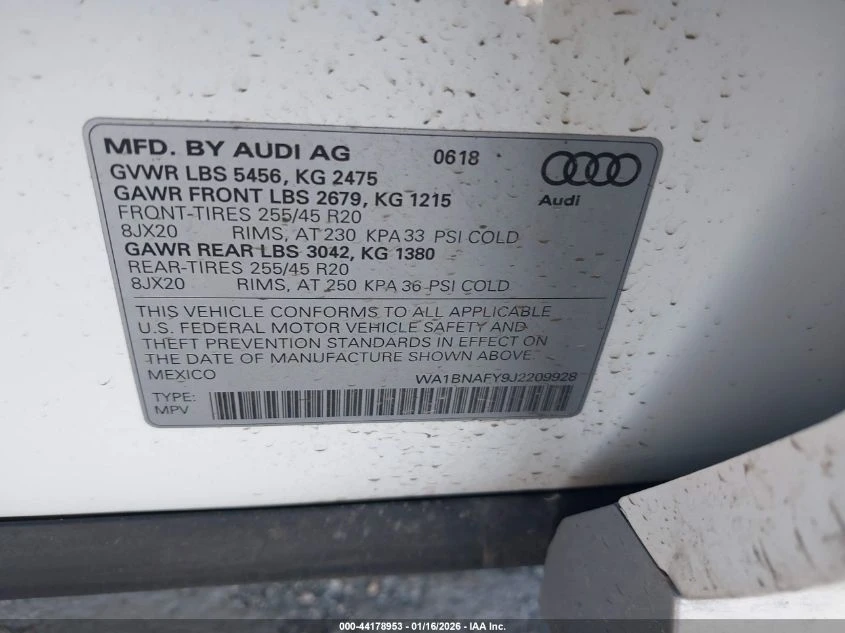 MFD. BY AUDI AG 0618
GVWR LBS 5456, KG 2475
GAWR FRONT LBS 2679, KG 1215
FRONT-TIRES 255/45 R20
8JX20 RIMS, AT 230 KPA 33 PSI COLD
GAWR REAR LBS 3042, KG 1380
REAR-TIRES 255/45 R20
8JX20 RIMS, AT 250 KPA 36 PSI COLD
Audi
THIS VEHICLE CONFORMS TO ALL APPLICABLE
U.S. FEDERAL MOTOR VEHICLE SAFETY AND
THEFT PREVENTION STANDARDS IN EFFECT ON
THE DATE OF MANUFACTURE SHOWN ABOVE.
MEXICO WA1BNAFY9J2209928
TYPE:
MPV
000-44178953 - 01/16/2026 - IAA Inc.